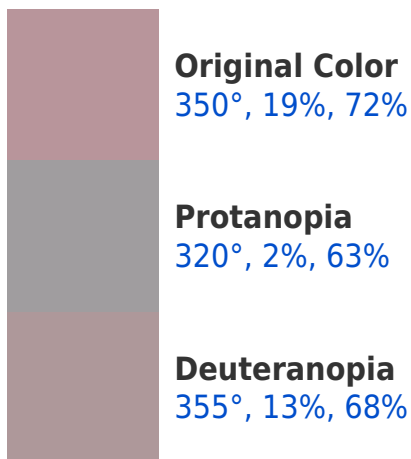 Original Color
350°, 19%, 72%
Protanopia
320°, 2%, 63%
Deuteranopia
355°, 13%, 68%